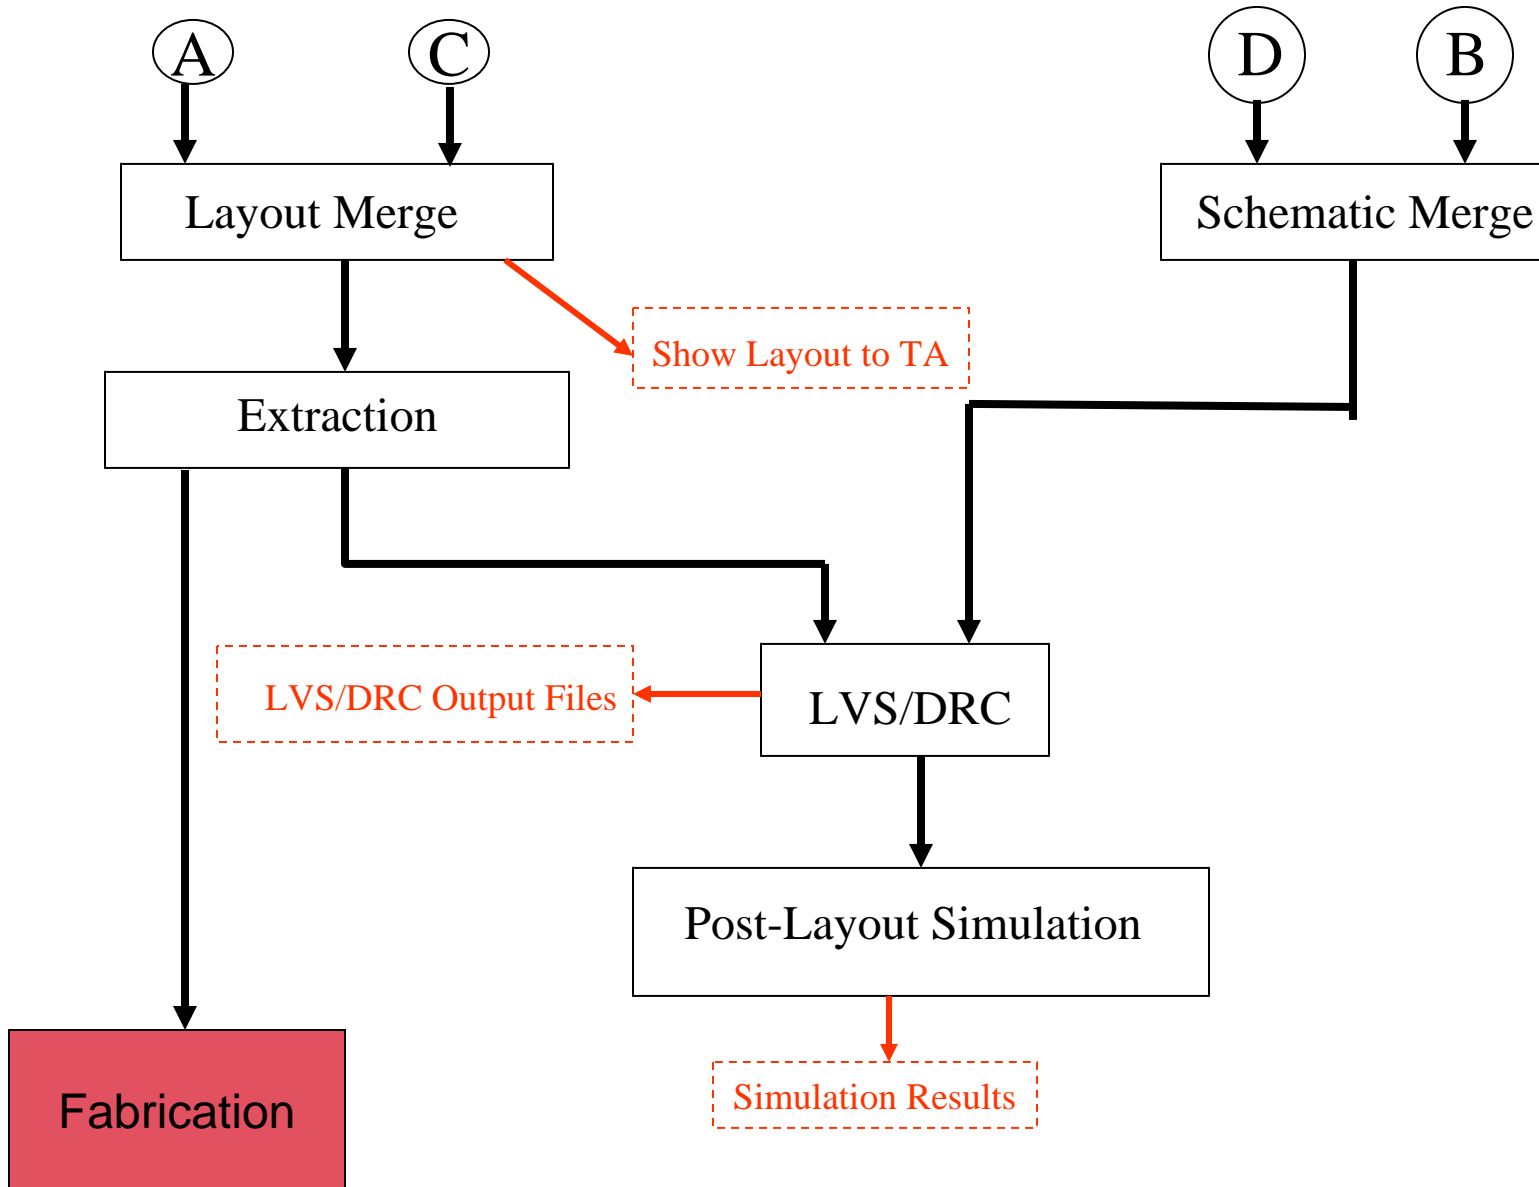 A
C
D
B
Layout Merge
Schematic Merge
Show Layout to TA
Extraction
LVS/DRC Output Files
LVS/DRC
Post-Layout Simulation
Simulation Results
Fabrication